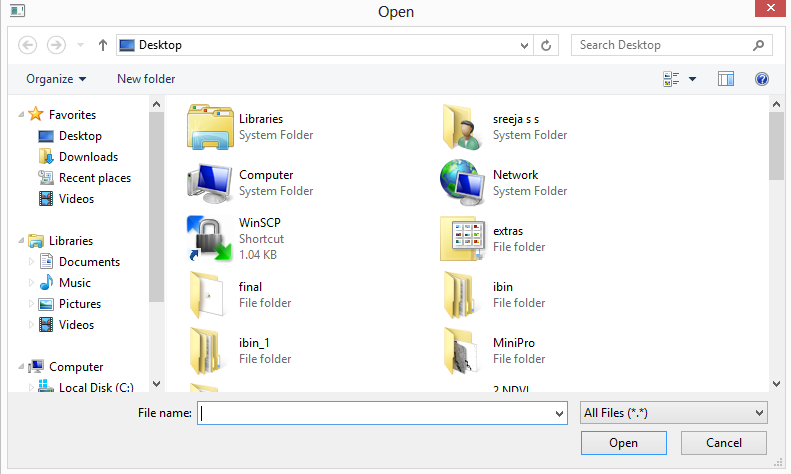 Open
Desktop
Search Desktop
Organize
New folder
Favorites
Desktop
Downloads
Recent places
Videos
Libraries
Documents
Music
Pictures
Videos
Computer
Local Disk (C:)
Libraries
System Folder
sreeja s s
System Folder
Computer
System Folder
Network
System Folder
WinSCP
Shortcut
1.04 KB
extras
File folder
final
File folder
ibin
File folder
ibin_1
File folder
MiniPro
File folder
2 NDVI
File name:
All Files (*.*)
Open
Cancel